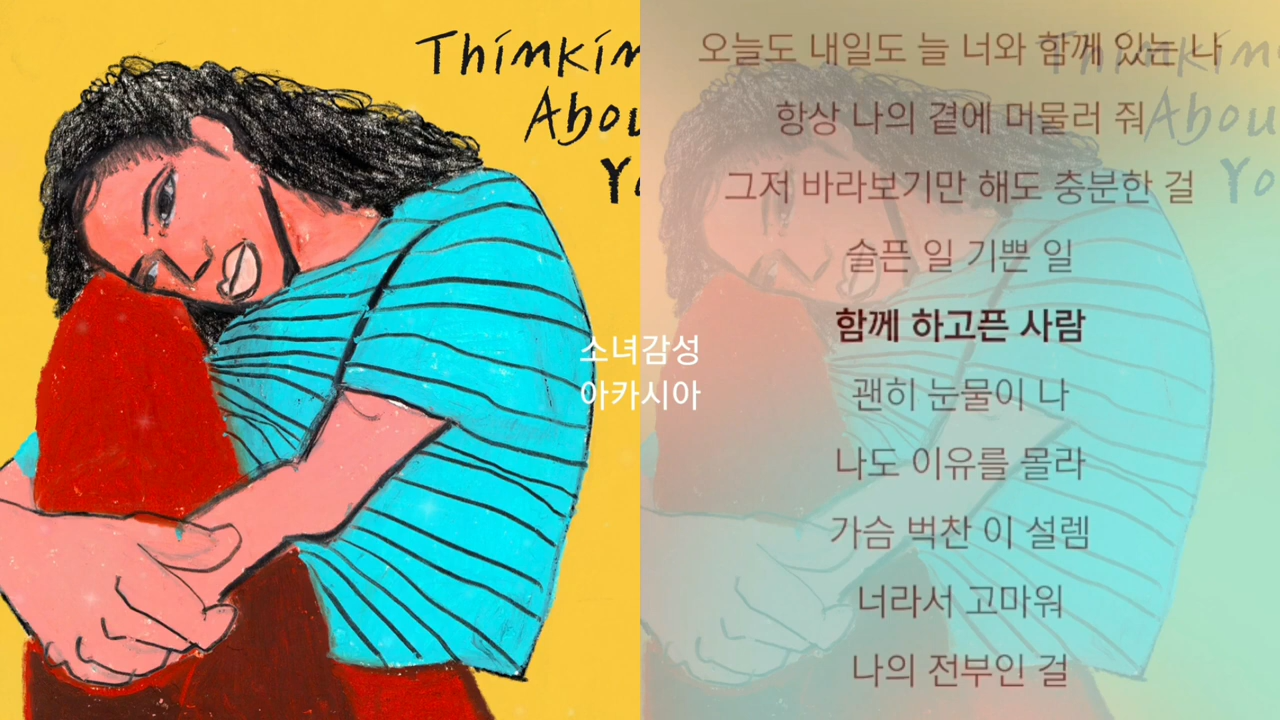 Thinkin
Abou
Yo
소녀감성
아카시아
오늘도 내일도 늘 너와 함께 있는 나
항상 나의 곁에 머물러 줘
그저 바라보기만 해도 충분한 걸
슬픈 일 기쁜 일
함께 하고픈 사람
괜히 눈물이 나
나도 이유를 몰라
가슴 벅찬 이 설렘
너라서 고마워
나의 전부인 걸
Thinkin
Abou
Yo